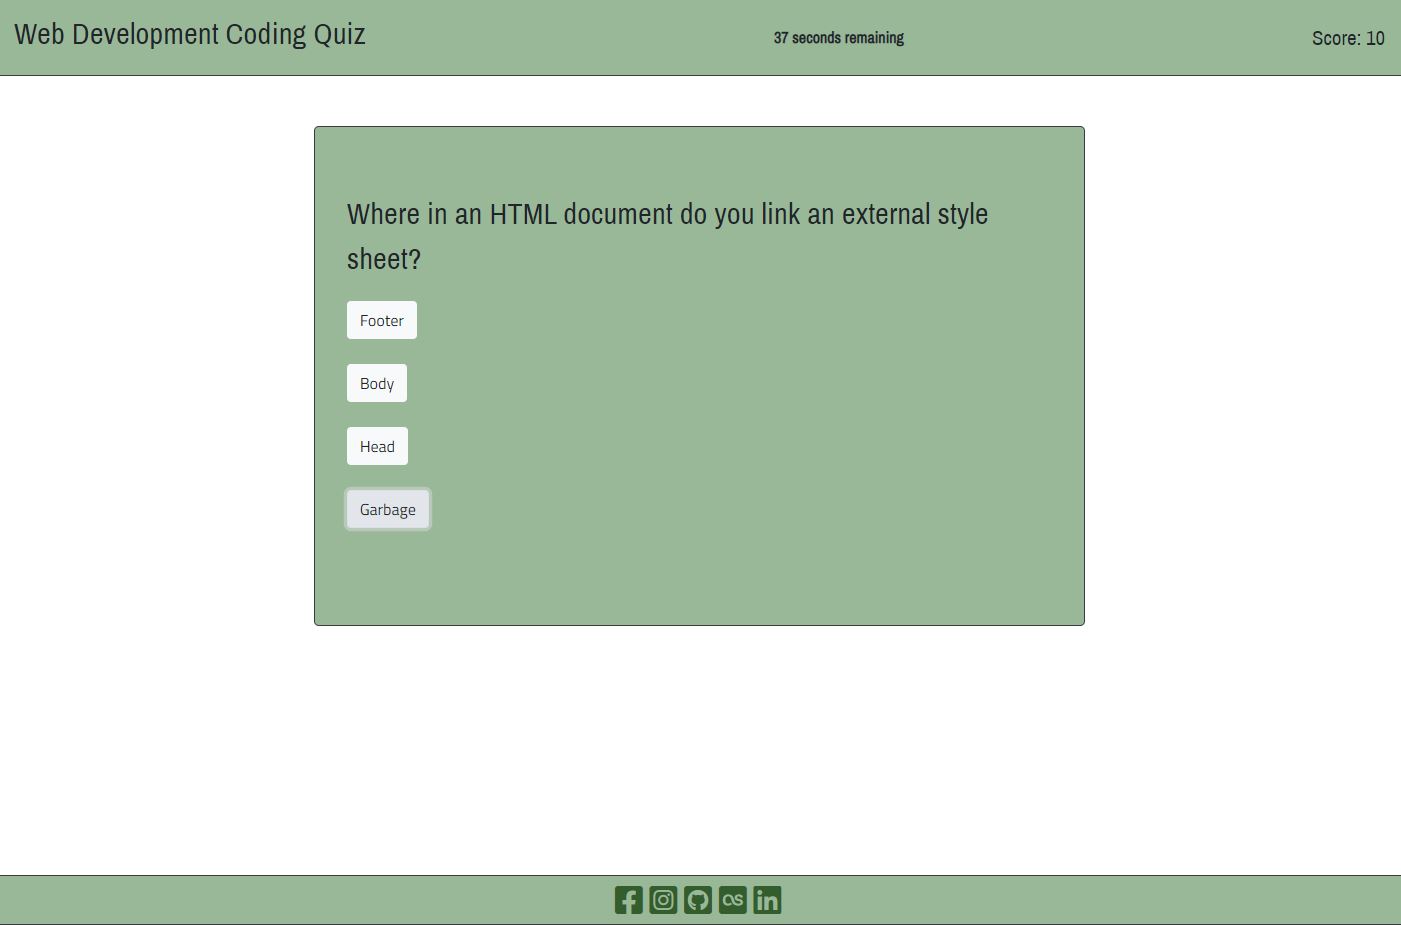 Web Development Coding Quiz
37 seconds remaining
Score: 10
Where in an HTML document do you link an external style
sheet?
Footer
Body
Head
Garbage